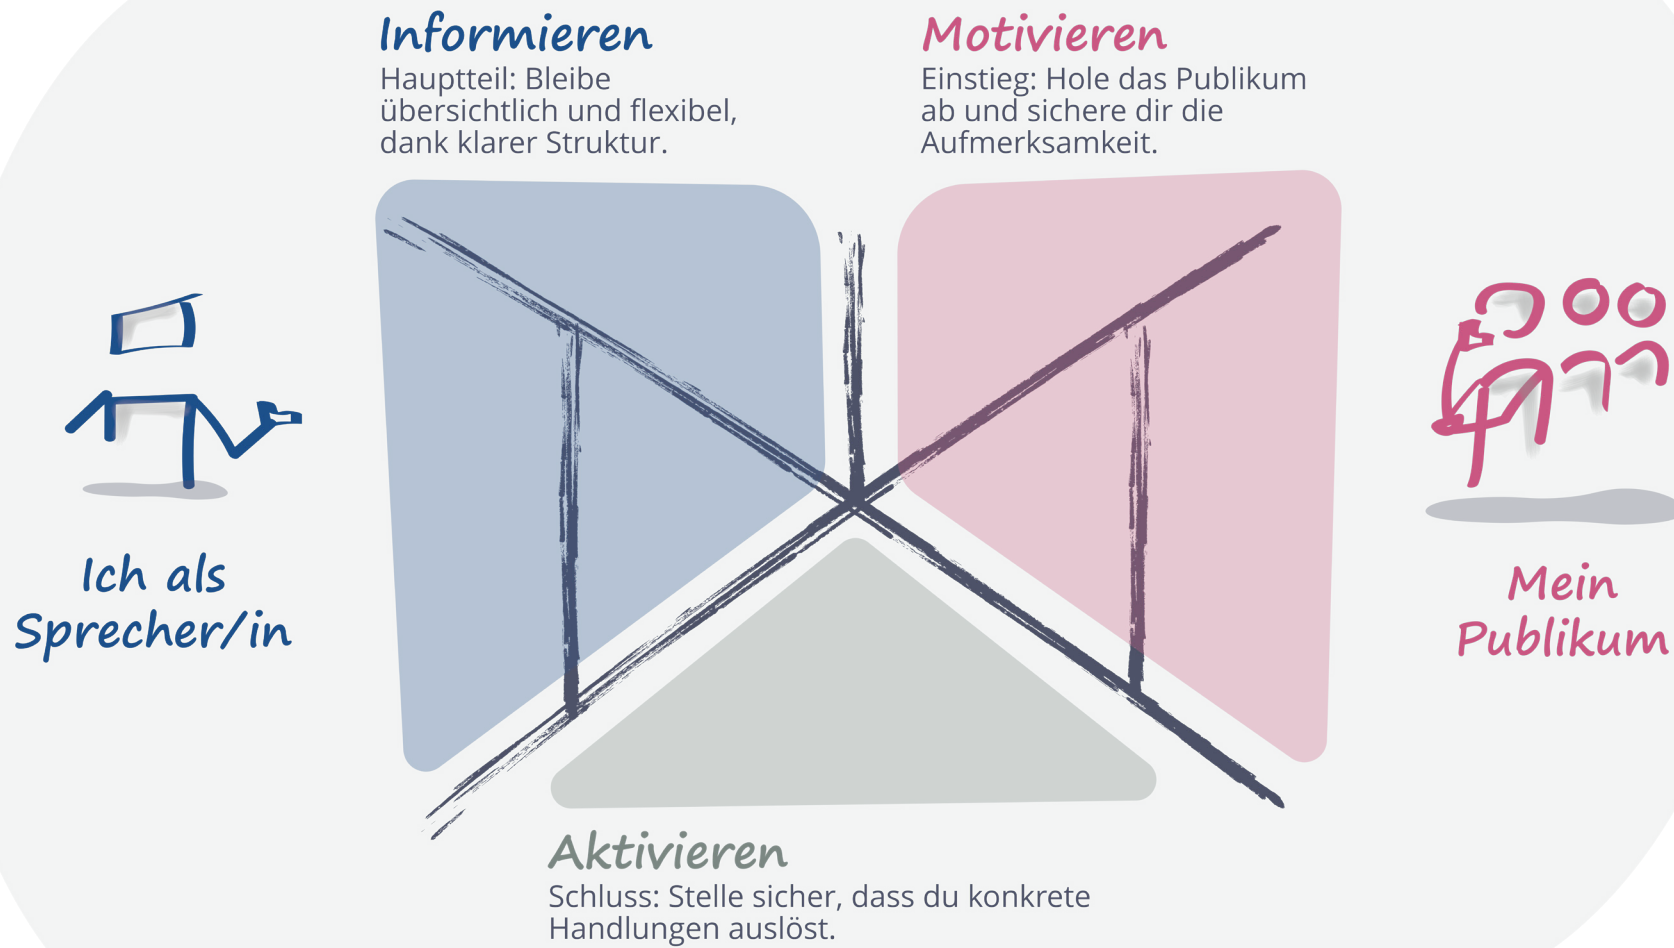 Informieren
Hauptteil: Bleibe
übersichtlich und flexibel,
dank klarer Struktur.
Motivieren
Einstieg: Hole das Publikum
ab und sichere dir die
Aufmerksamkeit.
Ich als
Sprecher/in
Mein
Publikum
Aktivieren
Schluss: Stelle sicher, dass du konkrete
Handlungen auslöst.